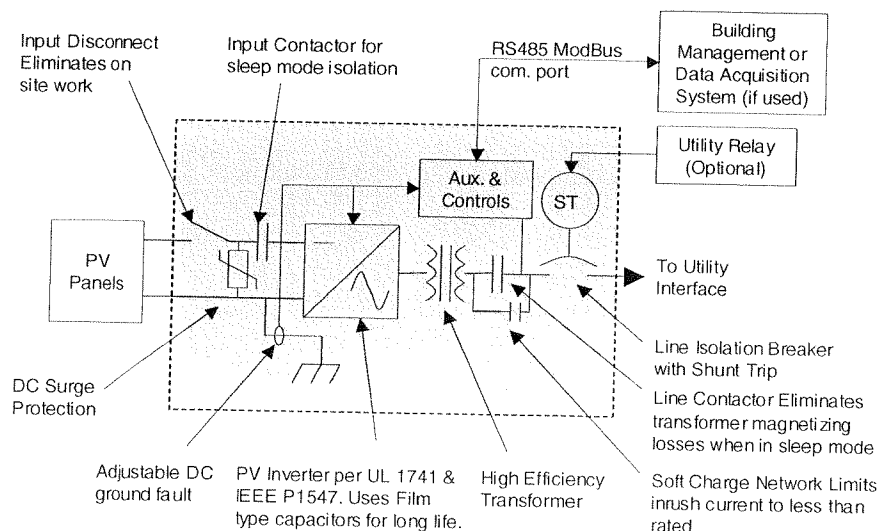 Input Disconnect
Eliminates on
site work
Input Contactor for
sleep mode isolation
RS485 ModBus
com. port
Building
Management or
Data Acquisition
System (if used)
Utility Relay
(Optional)
Aux. &
Controls
ST
PV
Panels
To Utility
Interface
DC Surge
Protection
Line Isolation Breaker
with Shunt Trip
Line Contactor Eliminates
transformer magnetizing
losses when in sleep mode
Adjustable DC
ground fault
PV Inverter per UL 1741 &
IEEE P1547. Uses Film
type capacitors for long life.
High Efficiency
Transformer
Soft Charge Network Limits
inrush current to less than
rated